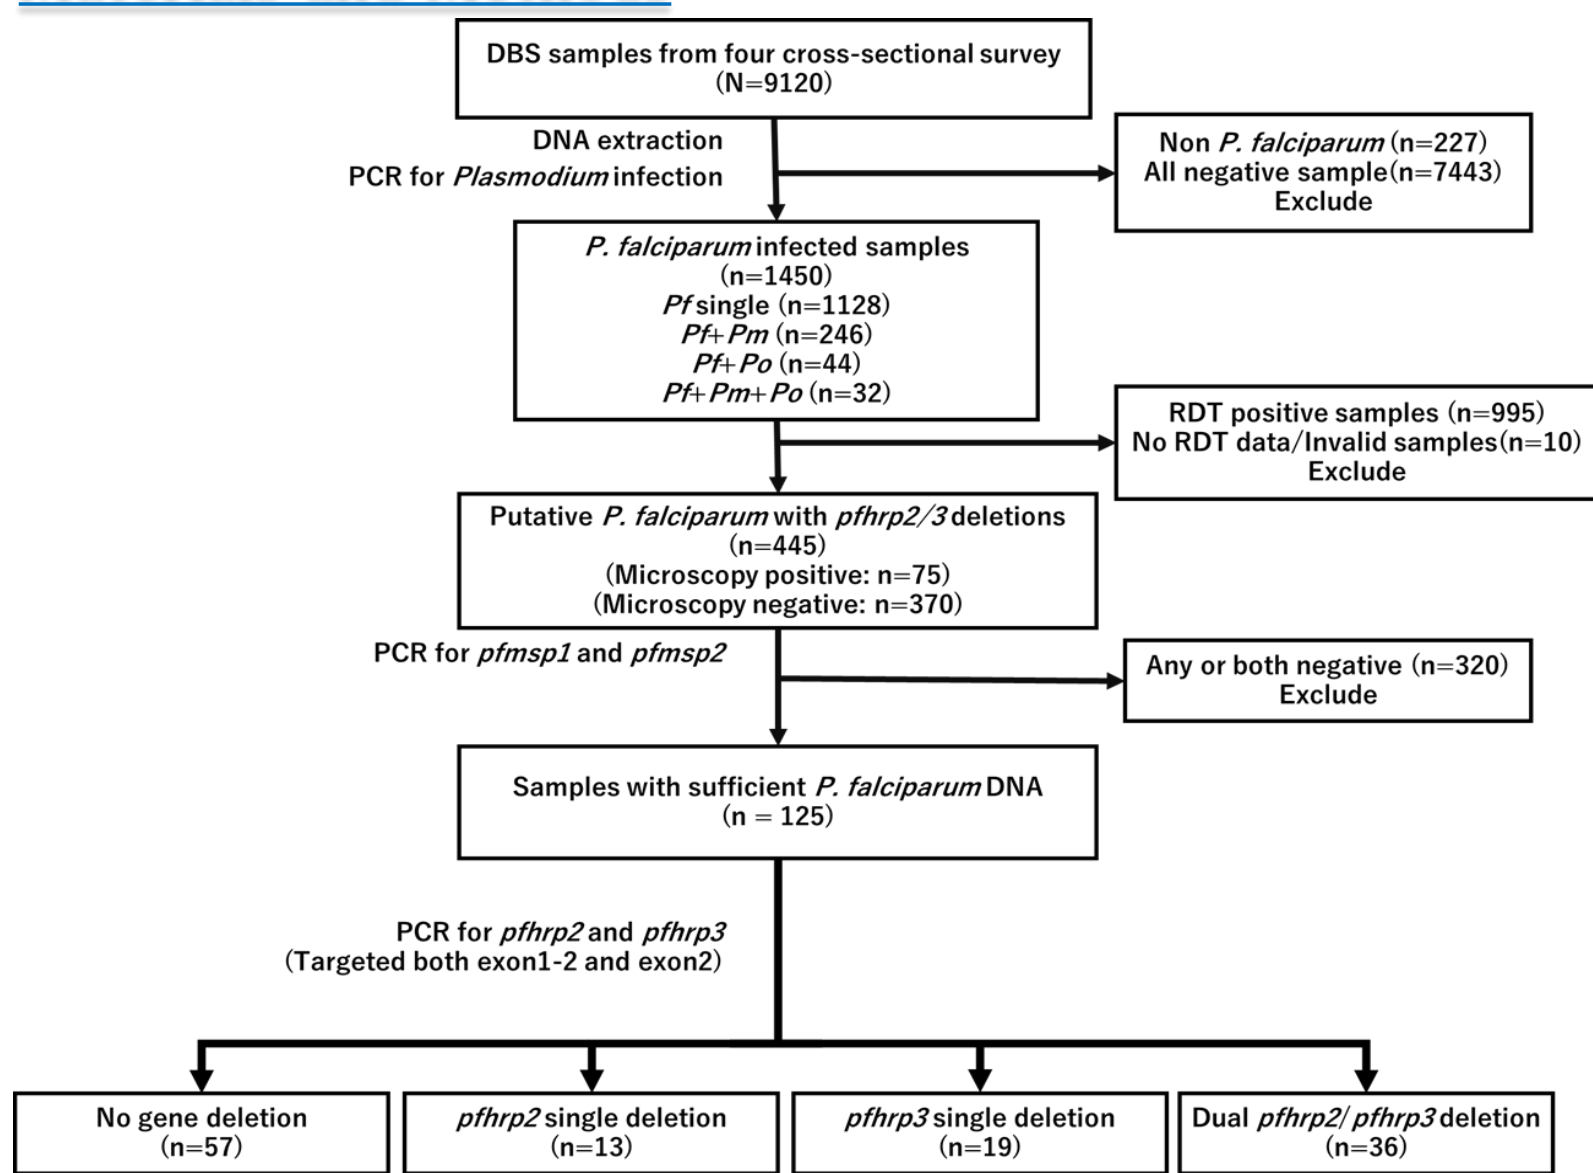 DBS samples from four cross-sectional survey
(N=9120)
DNA extraction
PCR for Plasmodium infection
Non P. falciparum (n=227)
All negative sample(n=7443)
Exclude
P. falciparum infected samples
(n=1450)
Pf single (n=1128)
Pf+Pm (n=246)
Pf+Po (n=44)
Pf+Pm+Po (n=32)
RDT positive samples (n=995)
No RDT data/Invalid samples(n=10)
Exclude
Putative P. falciparum with pfhrp2/3 deletions
(n=445)
(Microscopy positive: n=75)
(Microscopy negative: n=370)
PCR for pfmsp1 and pfmsp2
Any or both negative (n=320)
Exclude
Samples with sufficient P. falciparum DNA
(n = 125)
PCR for pfhrp2 and pfhrp3
(Targeted both exon1-2 and exon2)
No gene deletion
(n=57)
pfhrp2 single deletion
(n=13)
pfhrp3 single deletion
(n=19)
Dual pfhrp2/pfhrp3 deletion
(n=36)